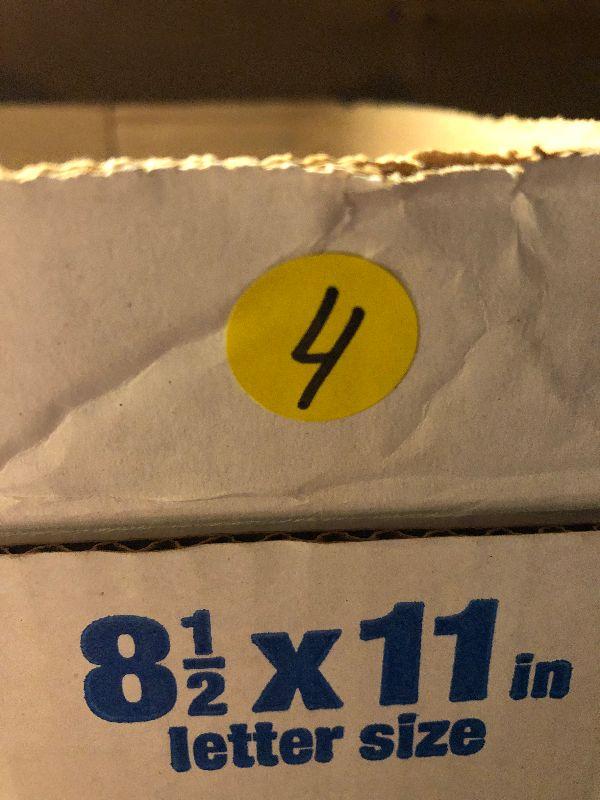 4
8½ x 11 in
letter size